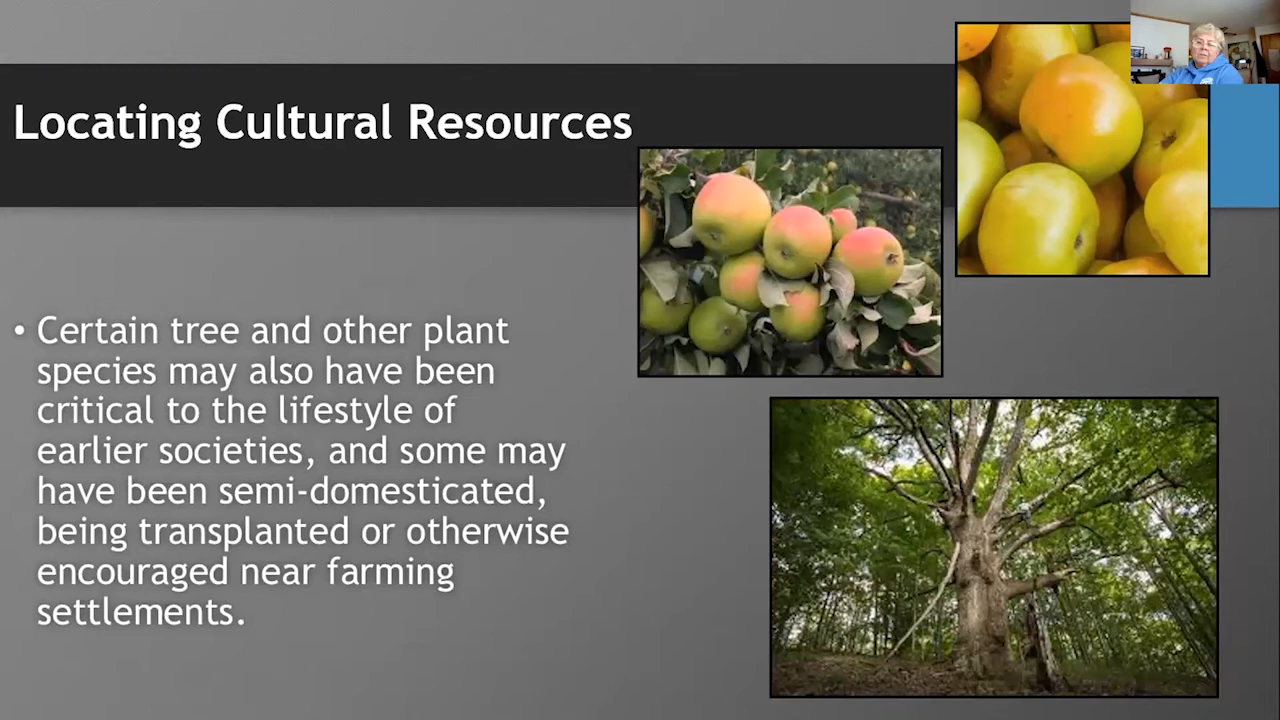 Locating Cultural Resources
• Certain tree and other plant
species may also have been
critical to the lifestyle of
earlier societies, and some may
have been semi-domesticated,
being transplanted or otherwise
encouraged near farming
settlements.